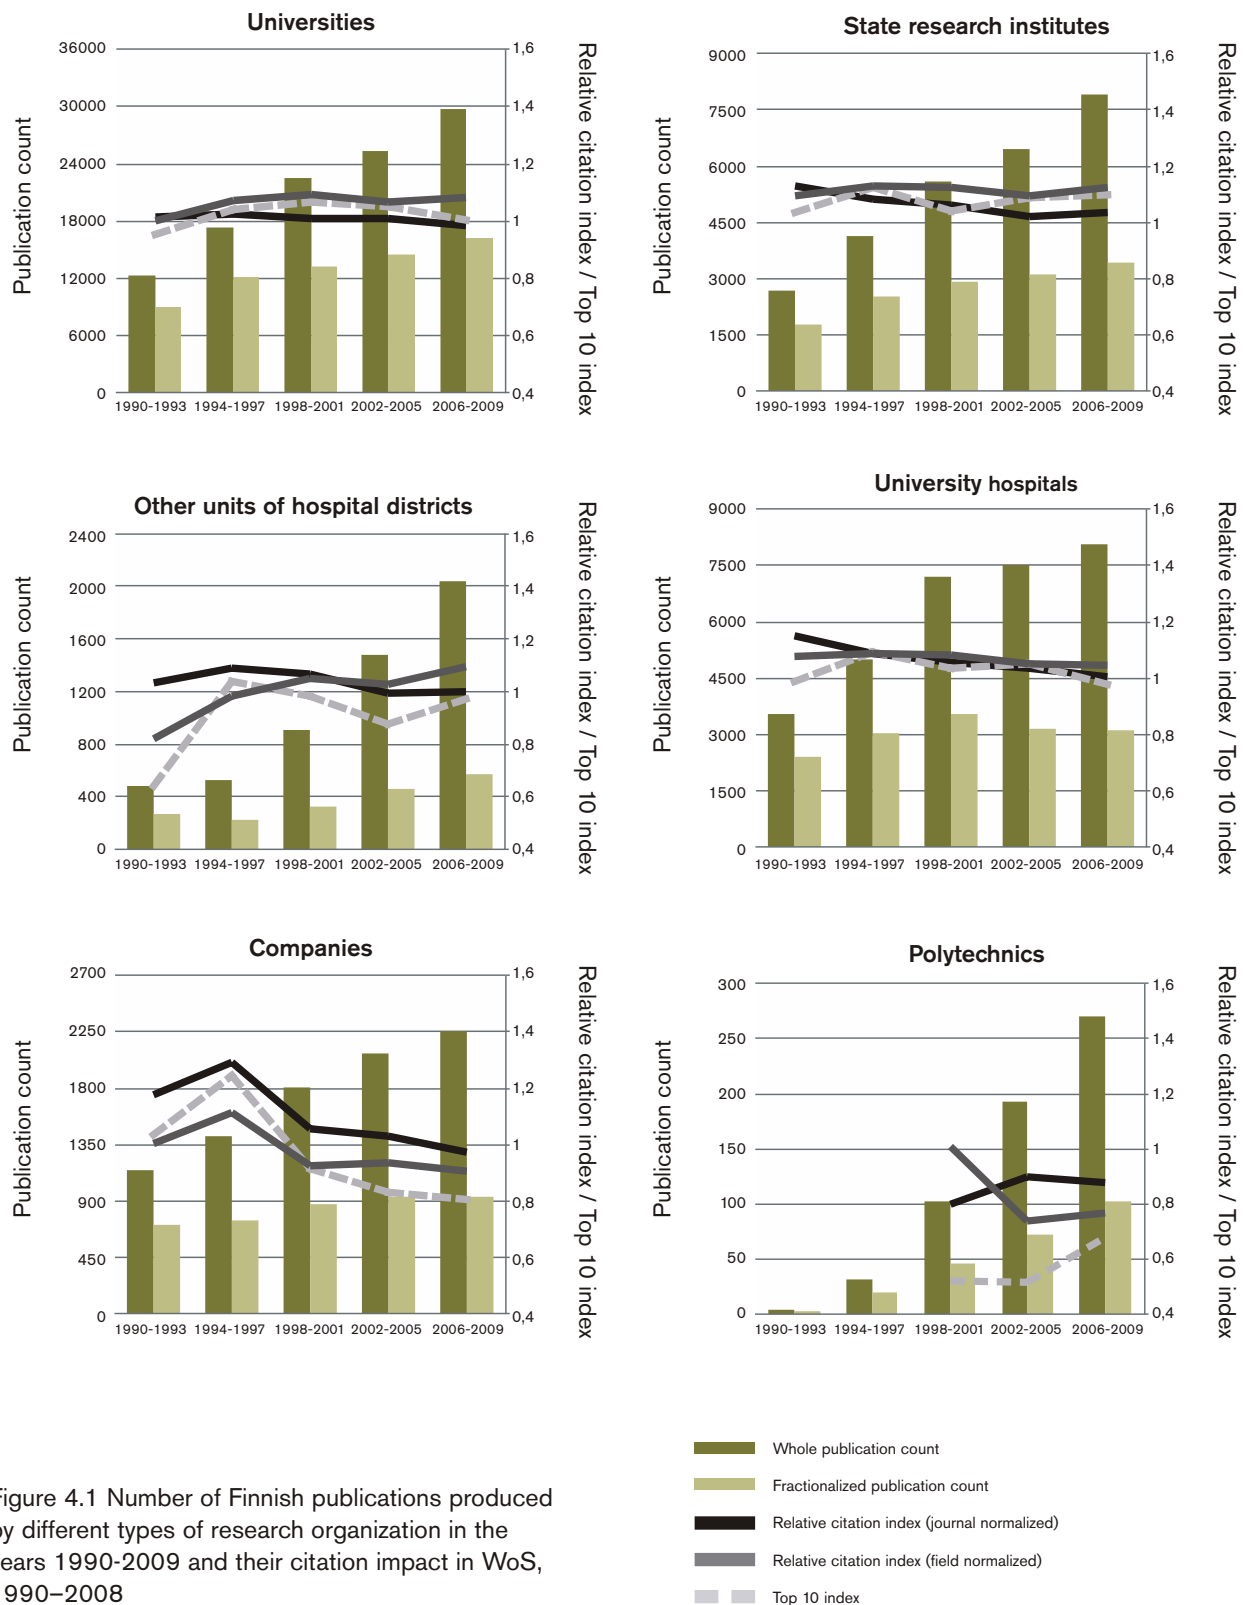 Universities
Publication count
Relative citation index / Top 10 index
36000
30000
24000
18000
12000
6000
0
1,6
1,4
1,2
1
0,8
0,6
0,4
1990-1993 1994-1997 1998-2001 2002-2005 2006-2009
State research institutes
Publication count
Relative citation index / Top 10 index
9000
7500
6000
4500
3000
1500
0
1,6
1,4
1,2
1
0,8
0,6
0,4
1990-1993 1994-1997 1998-2001 2002-2005 2006-2009
Other units of hospital districts
Publication count
Relative citation index / Top 10 index
2400
2000
1600
1200
800
400
0
1,6
1,4
1,2
1
0,8
0,6
0,4
1990-1993 1994-1997 1998-2001 2002-2005 2006-2009
University hospitals
Publication count
Relative citation index / Top 10 index
9000
7500
6000
4500
3000
1500
0
1,6
1,4
1,2
1
0,8
0,6
0,4
1990-1993 1994-1997 1998-2001 2002-2005 2006-2009
Companies
Publication count
Relative citation index / Top 10 index
2700
2250
1800
1350
900
450
0
1,6
1,4
1,2
1
0,8
0,6
0,4
1990-1993 1994-1997 1998-2001 2002-2005 2006-2009
Polytechnics
Publication count
Relative citation index / Top 10 index
300
250
200
150
100
50
0
1,6
1,4
1,2
1
0,8
0,6
0,4
1990-1993 1994-1997 1998-2001 2002-2005 2006-2009
Whole publication count
Fractionalized publication count
Relative citation index (journal normalized)
Relative citation index (field normalized)
Top 10 index
Figure 4.1 Number of Finnish publications produced
by different types of research organization in the
years 1990-2009 and their citation impact in WoS,
1990–2008